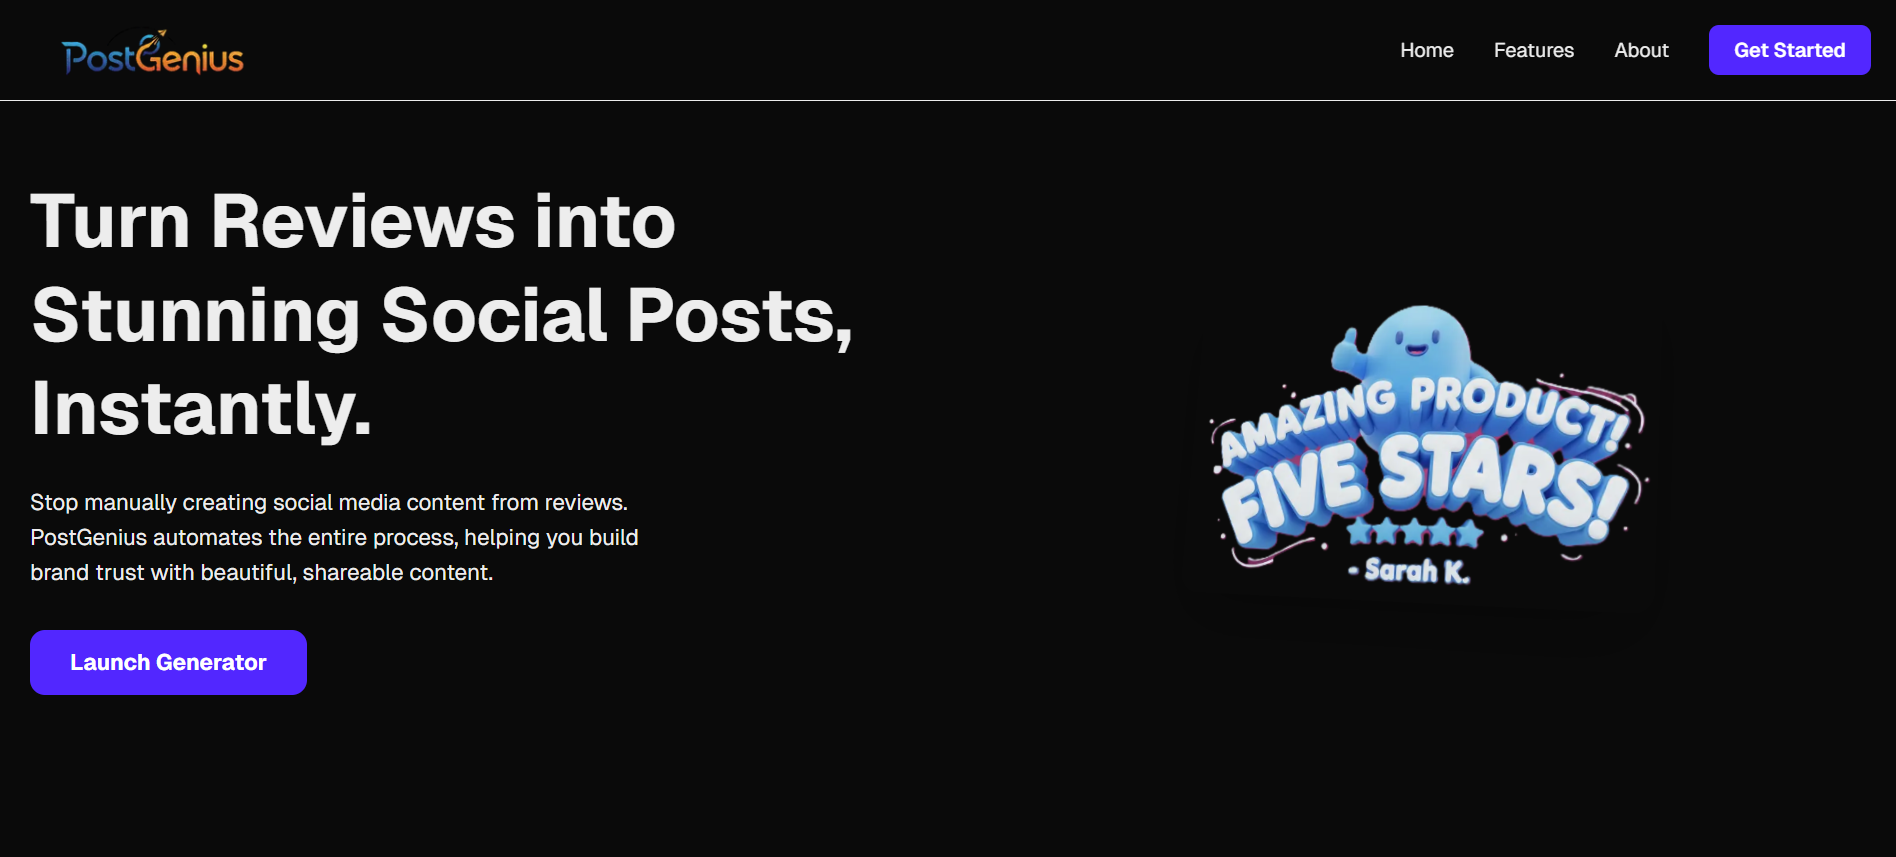 PostGenius
Home
Features
About
Get Started
Turn Reviews into
Stunning Social Posts,
Instantly.
Stop manually creating social media content from reviews.
PostGenius automates the entire process, helping you build
brand trust with beautiful, shareable content.
Launch Generator
AMAZING PRODUCT!
FIVE STARS!
- Sarah K.